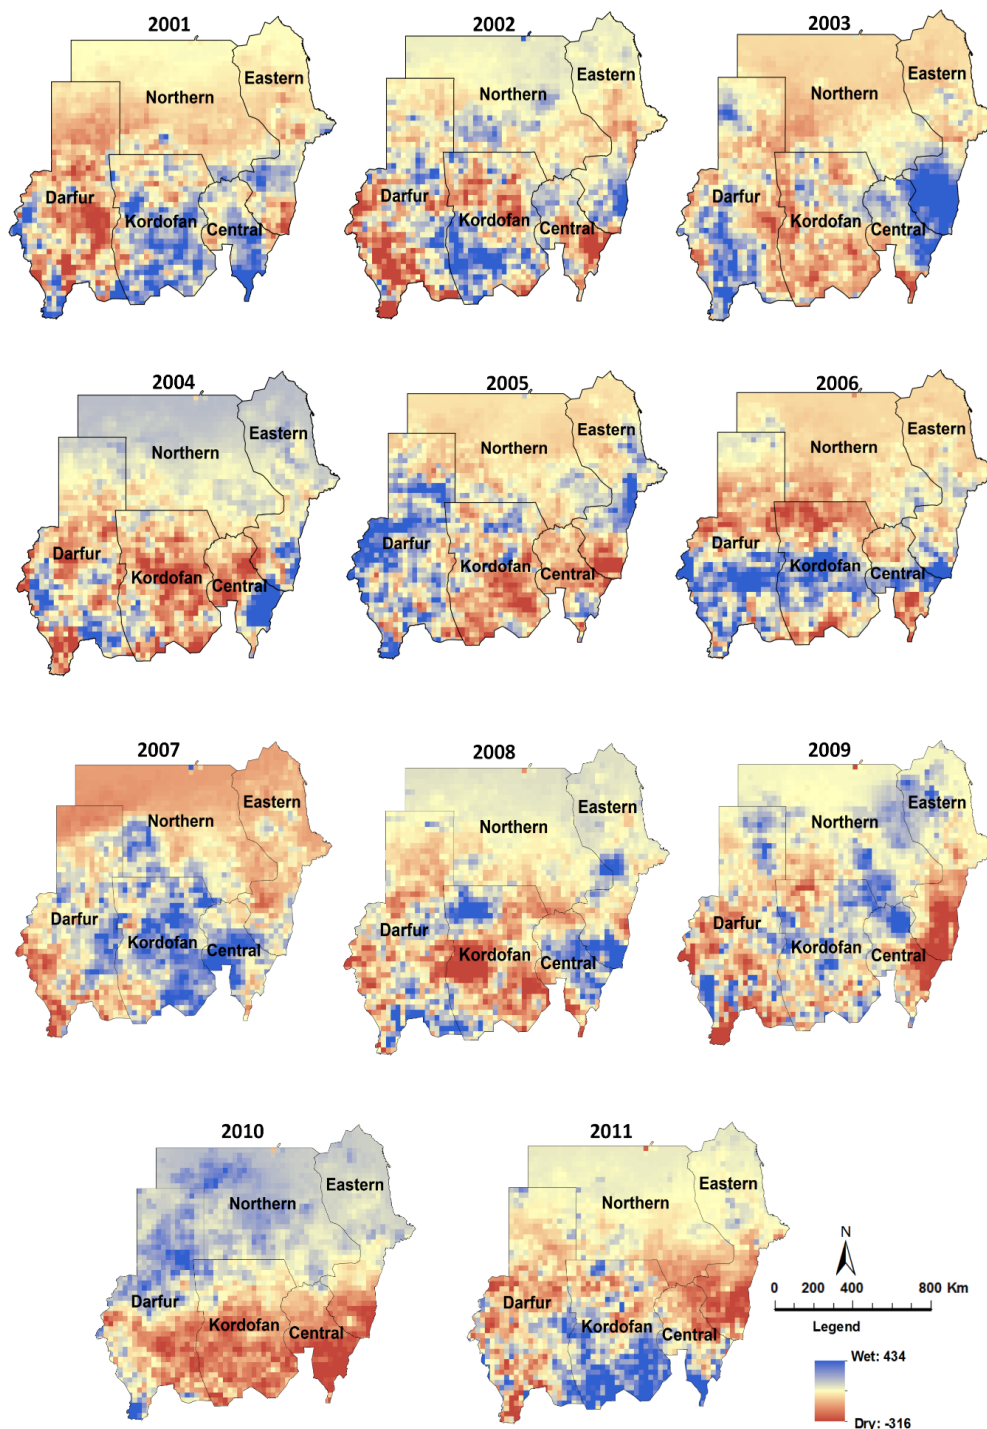 2001
Eastern
Northern
Darfur
Kordofan
Central
2002
Eastern
Northern
Darfur
Kordofan
Central
2003
Eastern
Northern
Darfur
Kordofan
Central
2004
Eastern
Northern
Darfur
Kordofan
Central
2005
Eastern
Northern
Darfur
Kordofan
Central
2006
Eastern
Northern
Darfur
Kordofan
Central
2007
Eastern
Northern
Darfur
Kordofan
Central
2008
Eastern
Northern
Darfur
Kordofan
Central
2009
Eastern
Northern
Darfur
Kordofan
Central
2010
Eastern
Northern
Darfur
Kordofan
Central
2011
Eastern
Northern
Darfur
Kordofan
Central
N
0 200 400 800 Km
Legend
Wet: 434
Dry: -316